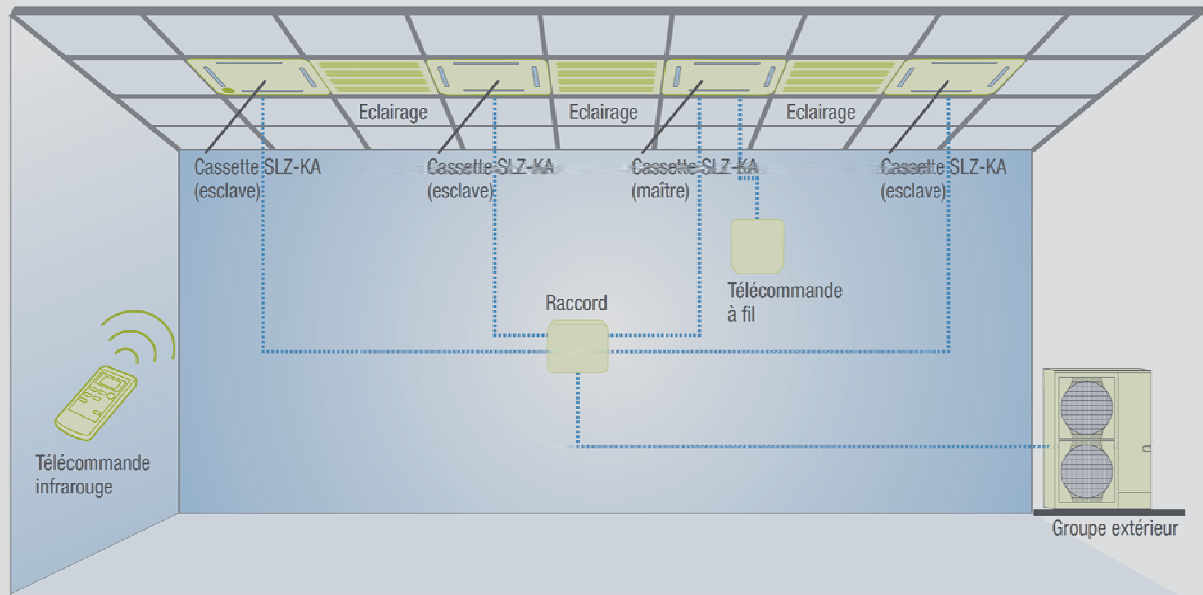 Eclairage
Eclairage
Eclairage
Cassette SLZ-KA
(esclave)
Cassette SLZ-KA
(esclave)
Cassette SLZ-KA
(maître)
Cassette SLZ-KA
(esclave)
Télécommande
à fil
Raccord
Télécommande
infrarouge
Groupe extérieur